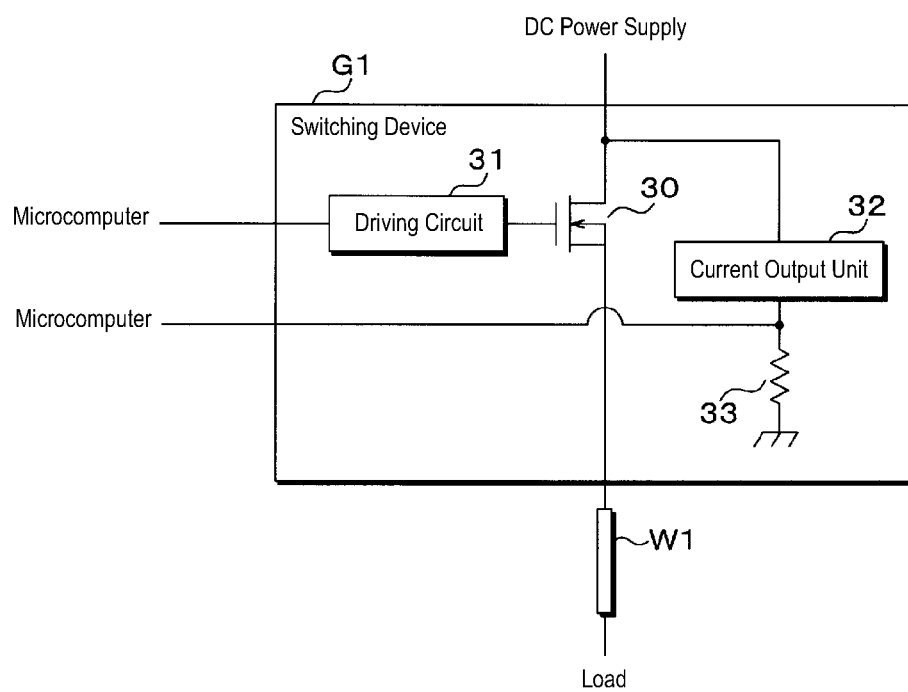 DC Power Supply
G1
Switching Device
31
30
Microcomputer
Driving Circuit
32
Current Output Unit
Microcomputer
33
W1
Load